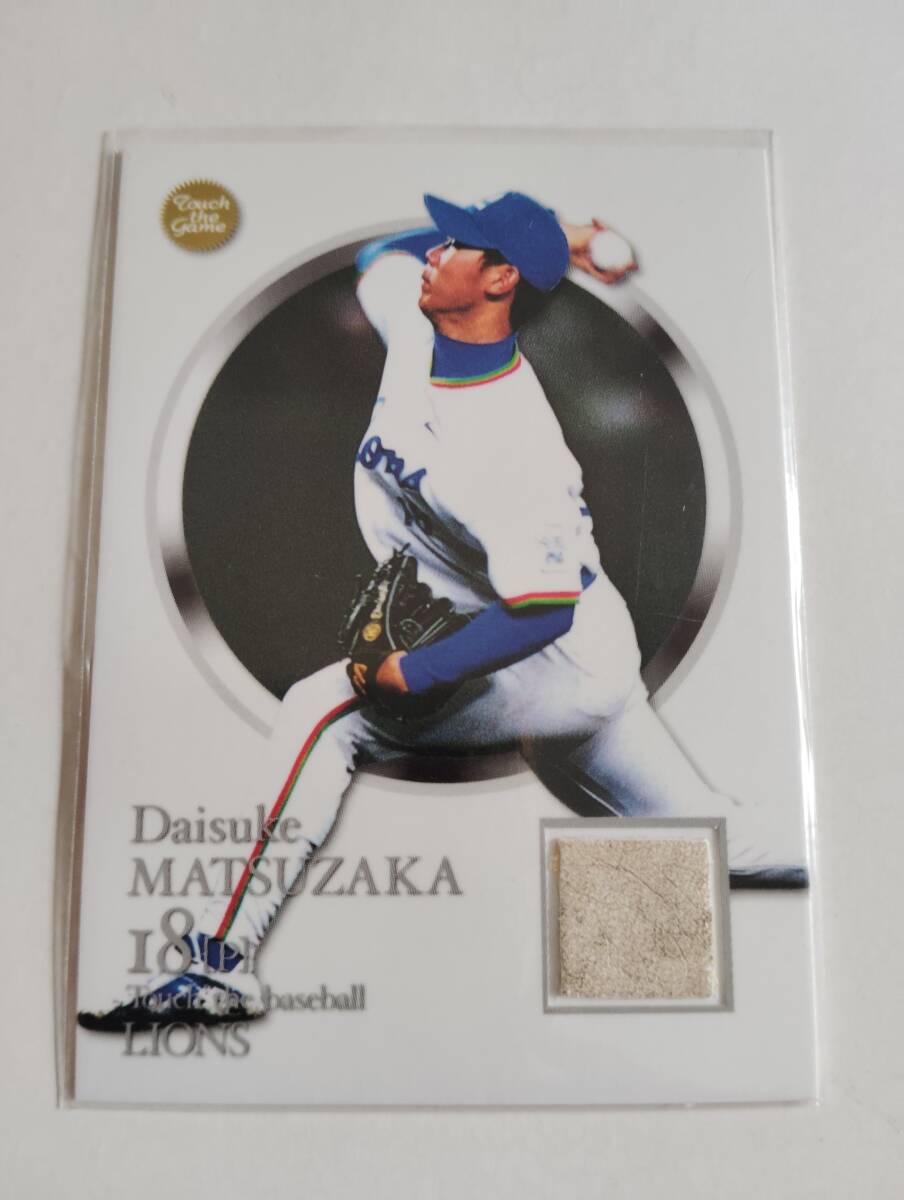 Touch
the
Game
Daisuke
MATSUZAKA
18[P]
Touch the baseball
LIONS